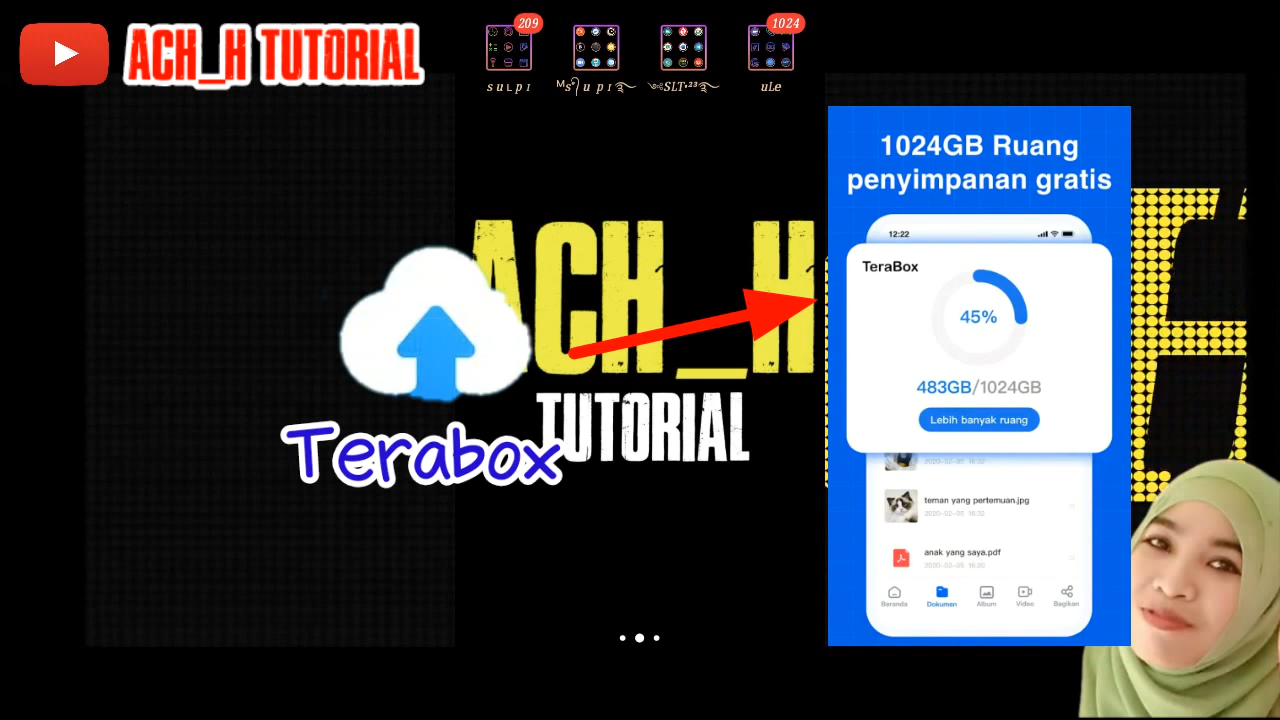 ACH_H TUTORIAL
209
1024
s u ʟ p ɪ
uLe
1024GB Ruang
penyimpanan gratis
12:22
TeraBox
45%
483GB/1024GB
Lebih banyak ruang
teman yang pertemuan.jpg
2020-02-05 16:32
anak yang saya.pdf
2020-02-05 16:20
Beranda
Dokumen
Album
Video
Bagikan
ACH_H
TUTORIAL
Terabox